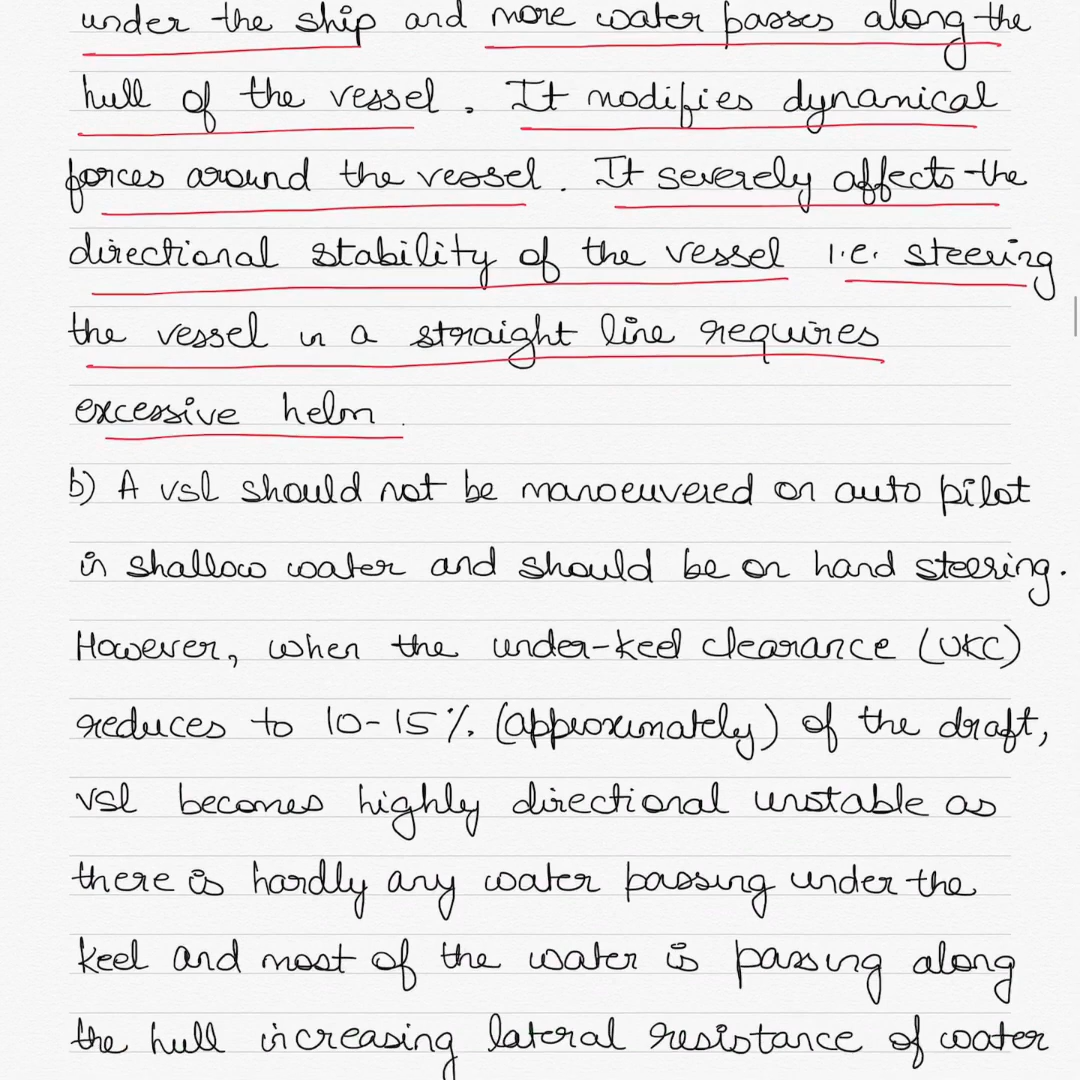 under the ship and more water passes along the
hull of the vessel. It modifies dynamical
forces around the vessel. It severely affects the
directional stability of the vessel i.e. steering
the vessel in a straight line requires
excessive helm.
b) A vsl should not be manoeuvered on auto pilot
in shallow water and should be on hand steering.
However, when the under-keel clearance (UKC)
reduces to 10-15% (approximately) of the draft,
vsl becomes highly directional unstable as
there is hardly any water passing under the
keel and most of the water is passing along
the hull increasing lateral resistance of water